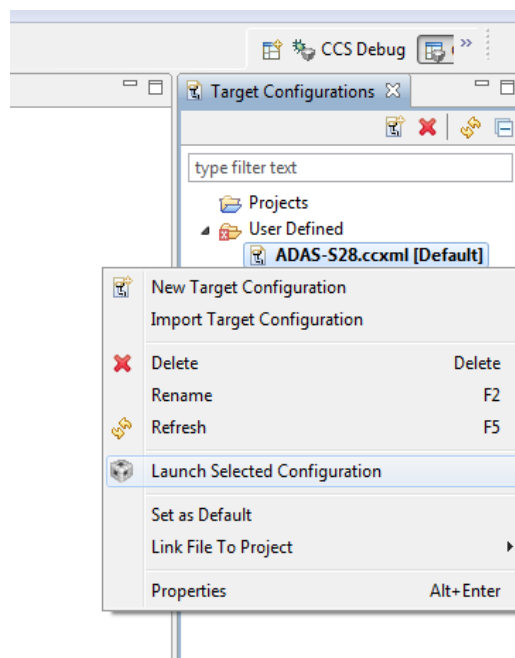 CCS Debug
Target Configurations
type filter text
Projects
User Defined
ADAS-S28.ccxml [Default]
New Target Configuration
Import Target Configuration
Delete Delete
Rename F2
Refresh F5
Launch Selected Configuration
Set as Default
Link File To Project
Properties Alt+Enter